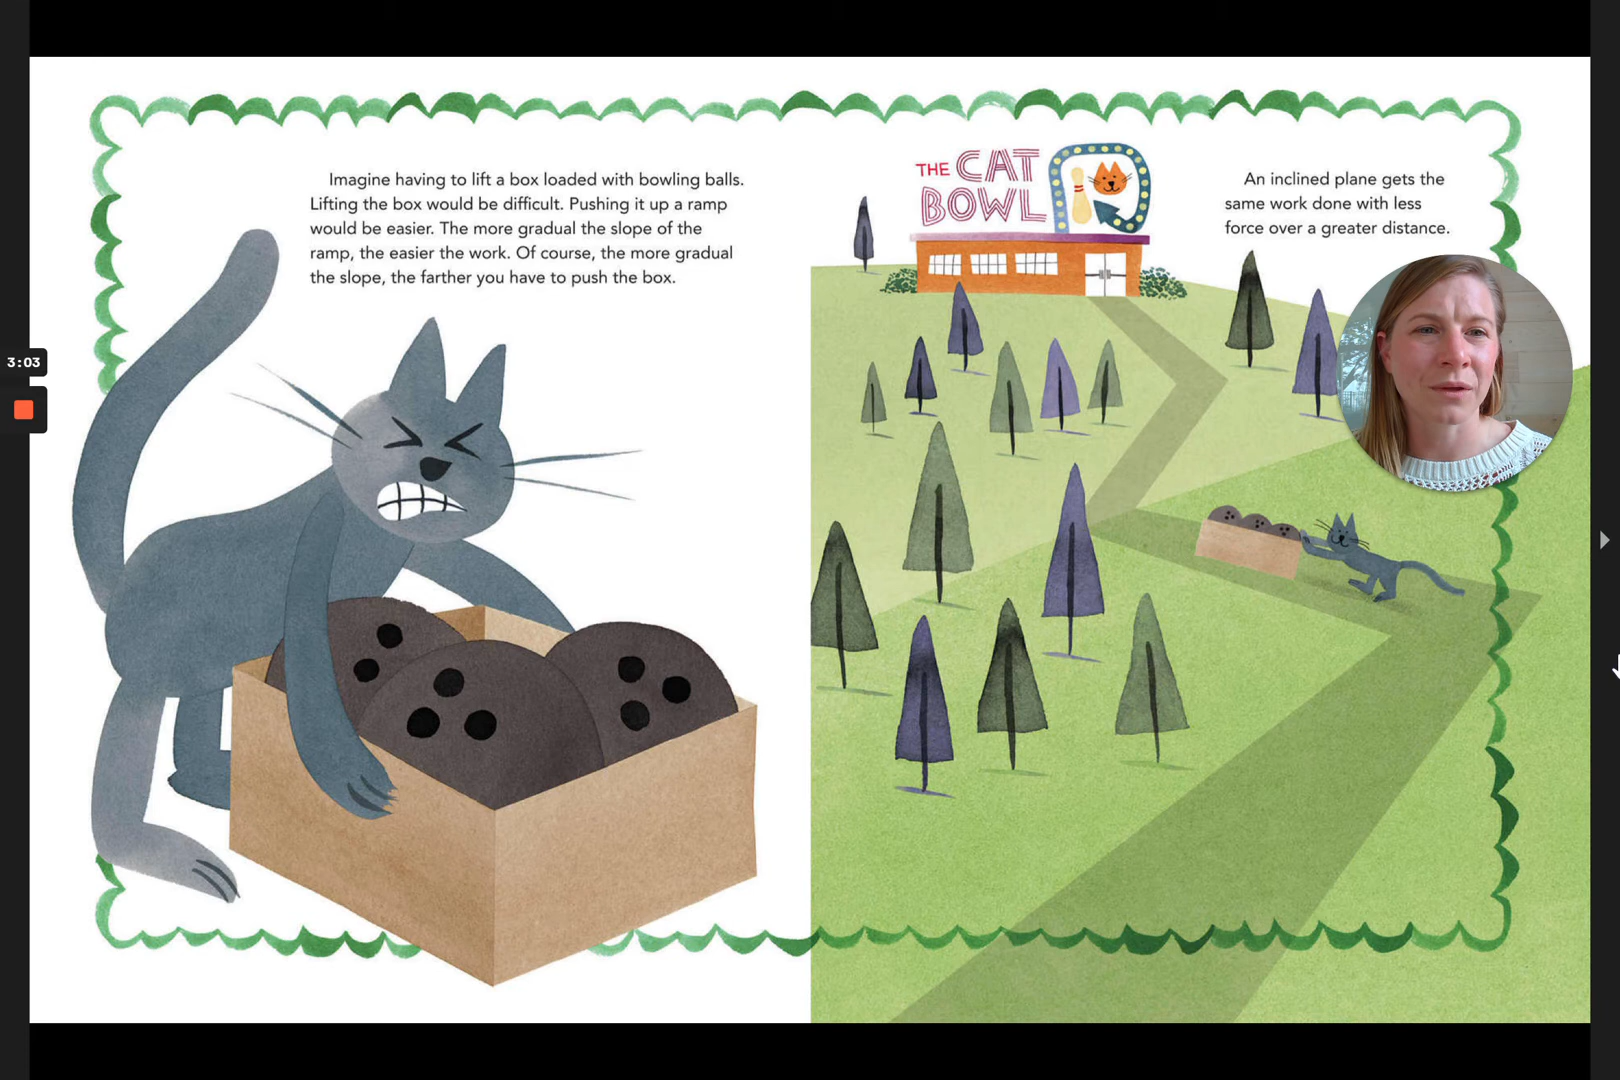 Imagine having to lift a box loaded with bowling balls.
Lifting the box would be difficult. Pushing it up a ramp
would be easier. The more gradual the slope of the
ramp, the easier the work. Of course, the more gradual
the slope, the farther you have to push the box.
THE CAT
BOWL
An inclined plane gets the
same work done with less
force over a greater distance.
3:03